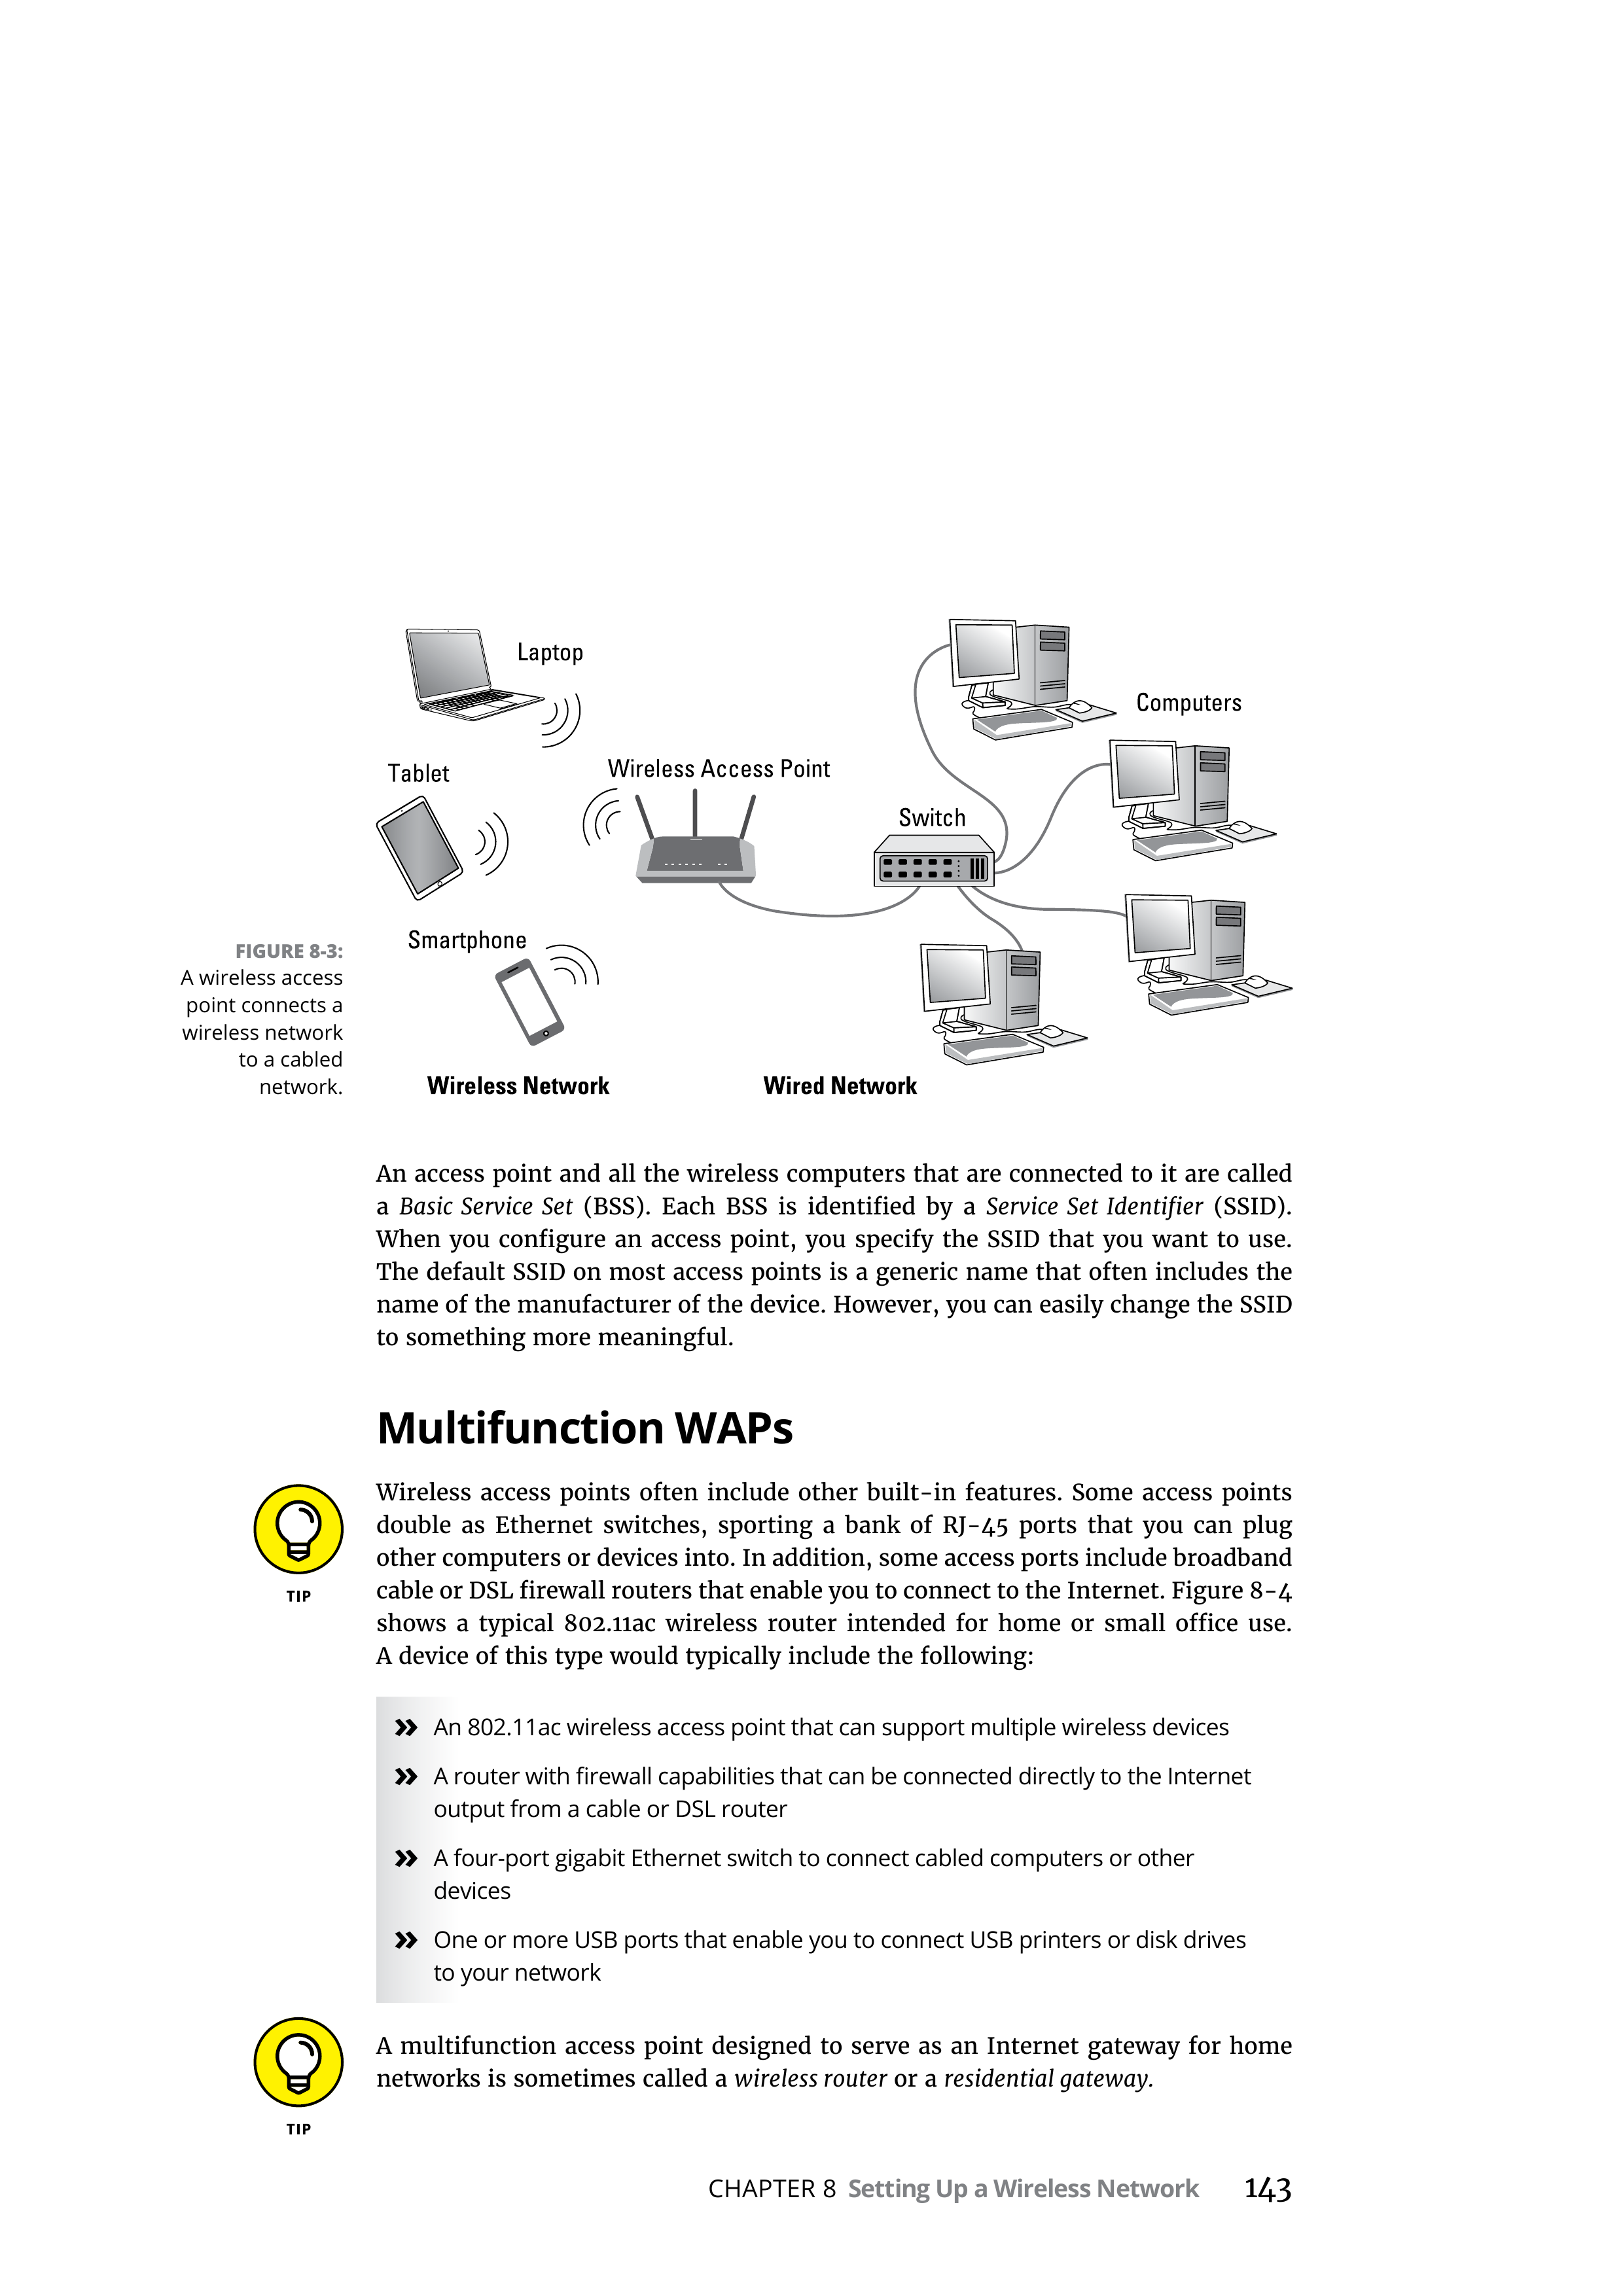 Laptop
Computers
Tablet
Wireless Access Point
Switch
Smartphone
Wireless Network
Wired Network
FIGURE 8-3:
A wireless access
point connects a
wireless network
to a cabled
network.
An access point and all the wireless computers that are connected to it are called
a Basic Service Set (BSS). Each BSS is identified by a Service Set Identifier (SSID).
When you configure an access point, you specify the SSID that you want to use.
The default SSID on most access points is a generic name that often includes the
name of the manufacturer of the device. However, you can easily change the SSID
to something more meaningful.
Multifunction WAPs
Wireless access points often include other built-in features. Some access points
double as Ethernet switches, sporting a bank of RJ-45 ports that you can plug
other computers or devices into. In addition, some access ports include broadband
cable or DSL firewall routers that enable you to connect to the Internet. Figure 8-4
shows a typical 802.11ac wireless router intended for home or small office use.
A device of this type would typically include the following:
TIP
» An 802.11ac wireless access point that can support multiple wireless devices
» A router with firewall capabilities that can be connected directly to the Internet
output from a cable or DSL router
» A four-port gigabit Ethernet switch to connect cabled computers or other
devices
» One or more USB ports that enable you to connect USB printers or disk drives
to your network
A multifunction access point designed to serve as an Internet gateway for home
networks is sometimes called a wireless router or a residential gateway.
TIP
CHAPTER 8 Setting Up a Wireless Network 143